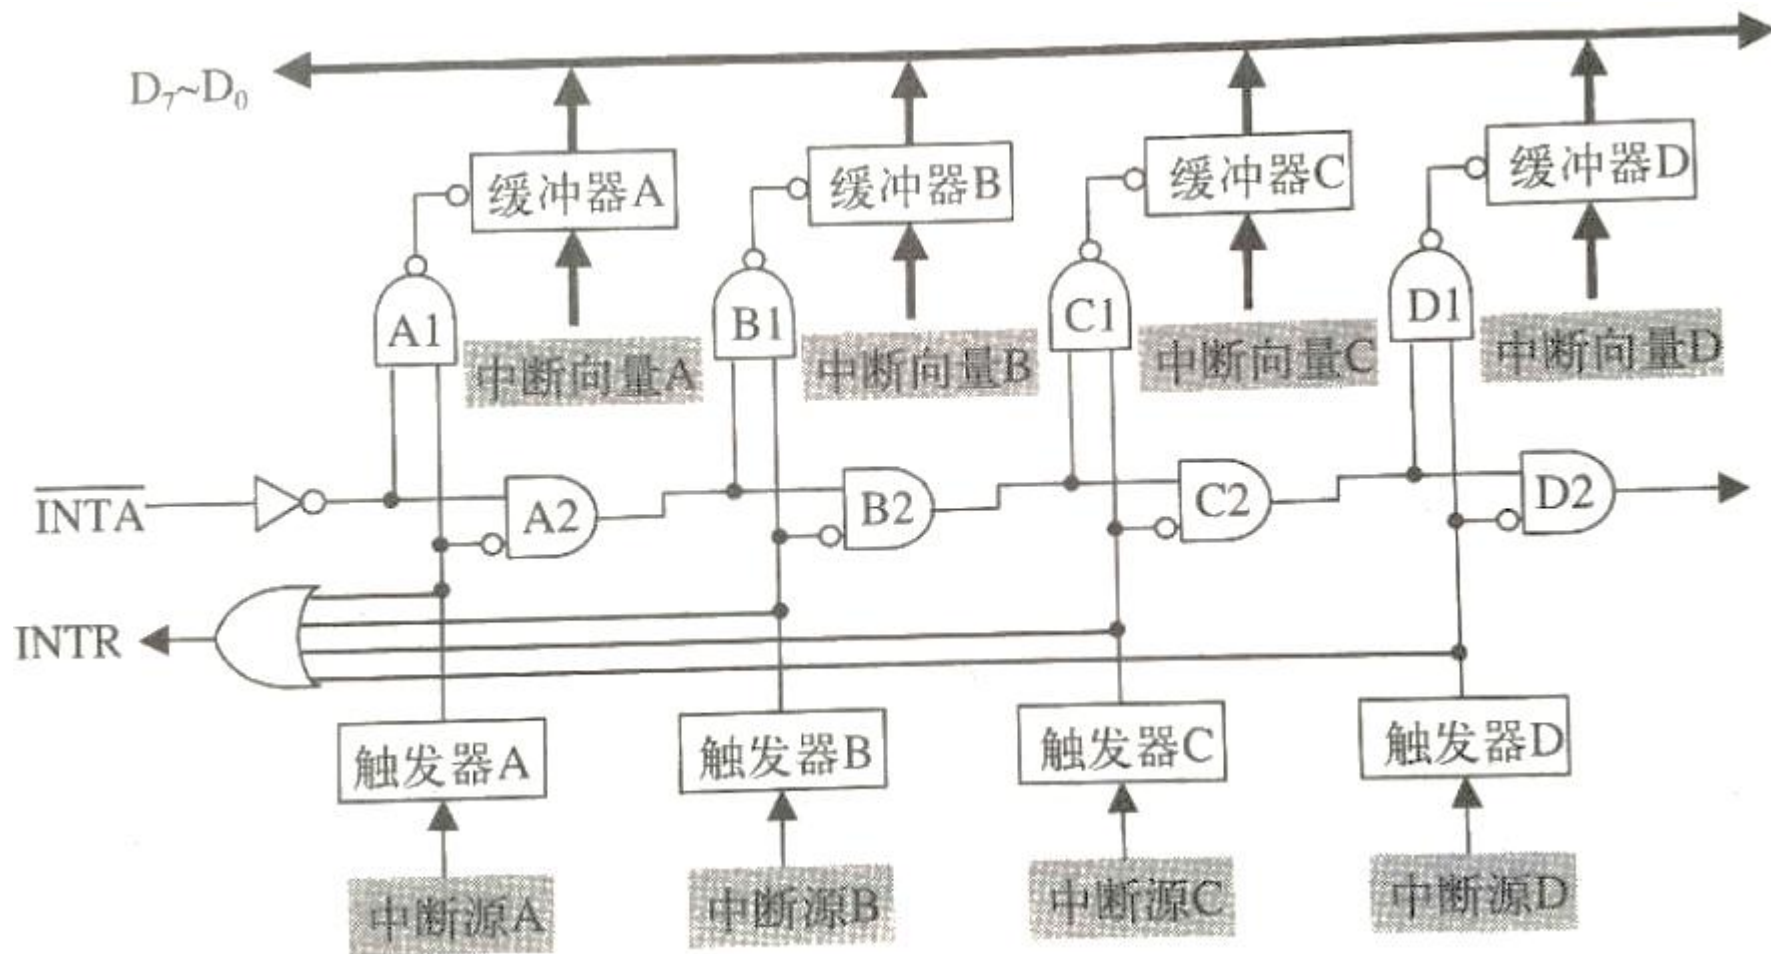 D₇~D₀
缓冲器A 缓冲器B 缓冲器C 缓冲器D
A1 B1 C1 D1
中断向量A 中断向量B 中断向量C 中断向量D
INTA
A2 B2 C2 D2
INTR
触发器A 触发器B 触发器C 触发器D
中断源A 中断源B 中断源C 中断源D